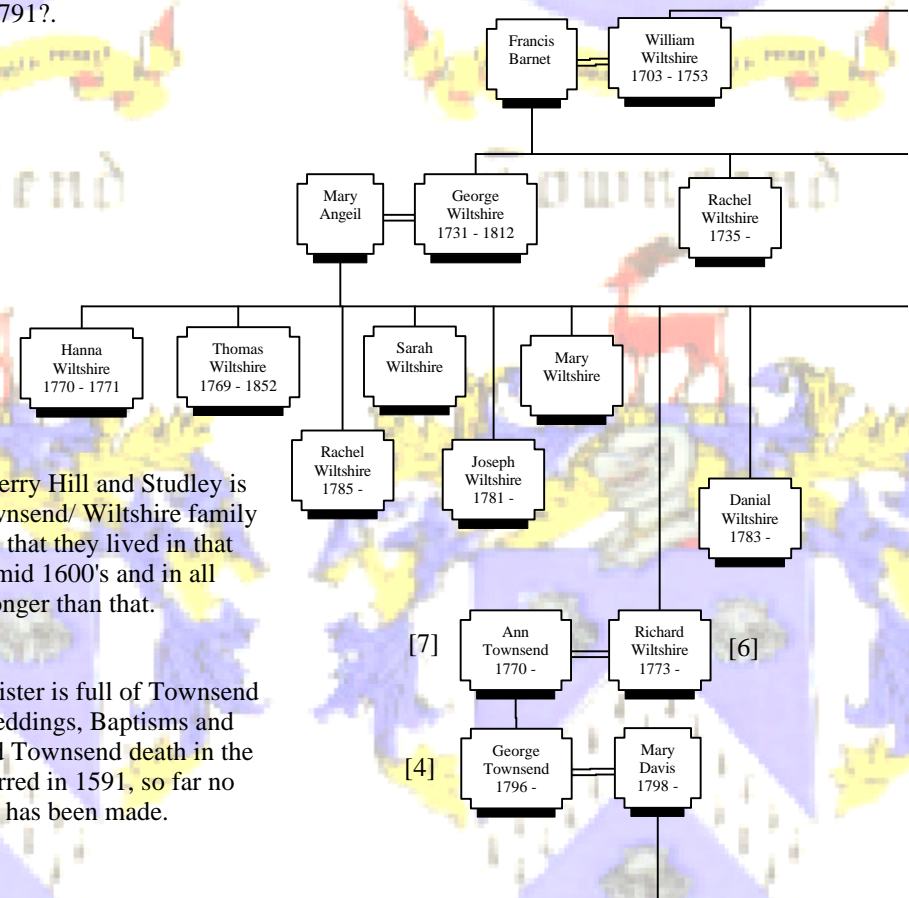 791?.
Francis
Barnet
William
Wiltshire
1703 - 1753
end
Townsend
Mary
Angeil
George
Wiltshire
1731 - 1812
Rachel
Wiltshire
1735 -
Hanna
Wiltshire
1770 - 1771
Thomas
Wiltshire
1769 - 1852
Sarah
Wiltshire
Mary
Wiltshire
Rachel
Wiltshire
1785 -
Joseph
Wiltshire
1781 -
Danial
Wiltshire
1783 -
erry Hill and Studley is
wnsend/ Wiltshire family
that they lived in that
mid 1600's and in all
onger than that.
[7]
Ann
Townsend
1770 -
Richard
Wiltshire
1773 -
[6]
ister is full of Townsend
eddings, Baptisms and
l Townsend death in the
rred in 1591, so far no
has been made.
[4]
George
Townsend
1796 -
Mary
Davis
1798 -